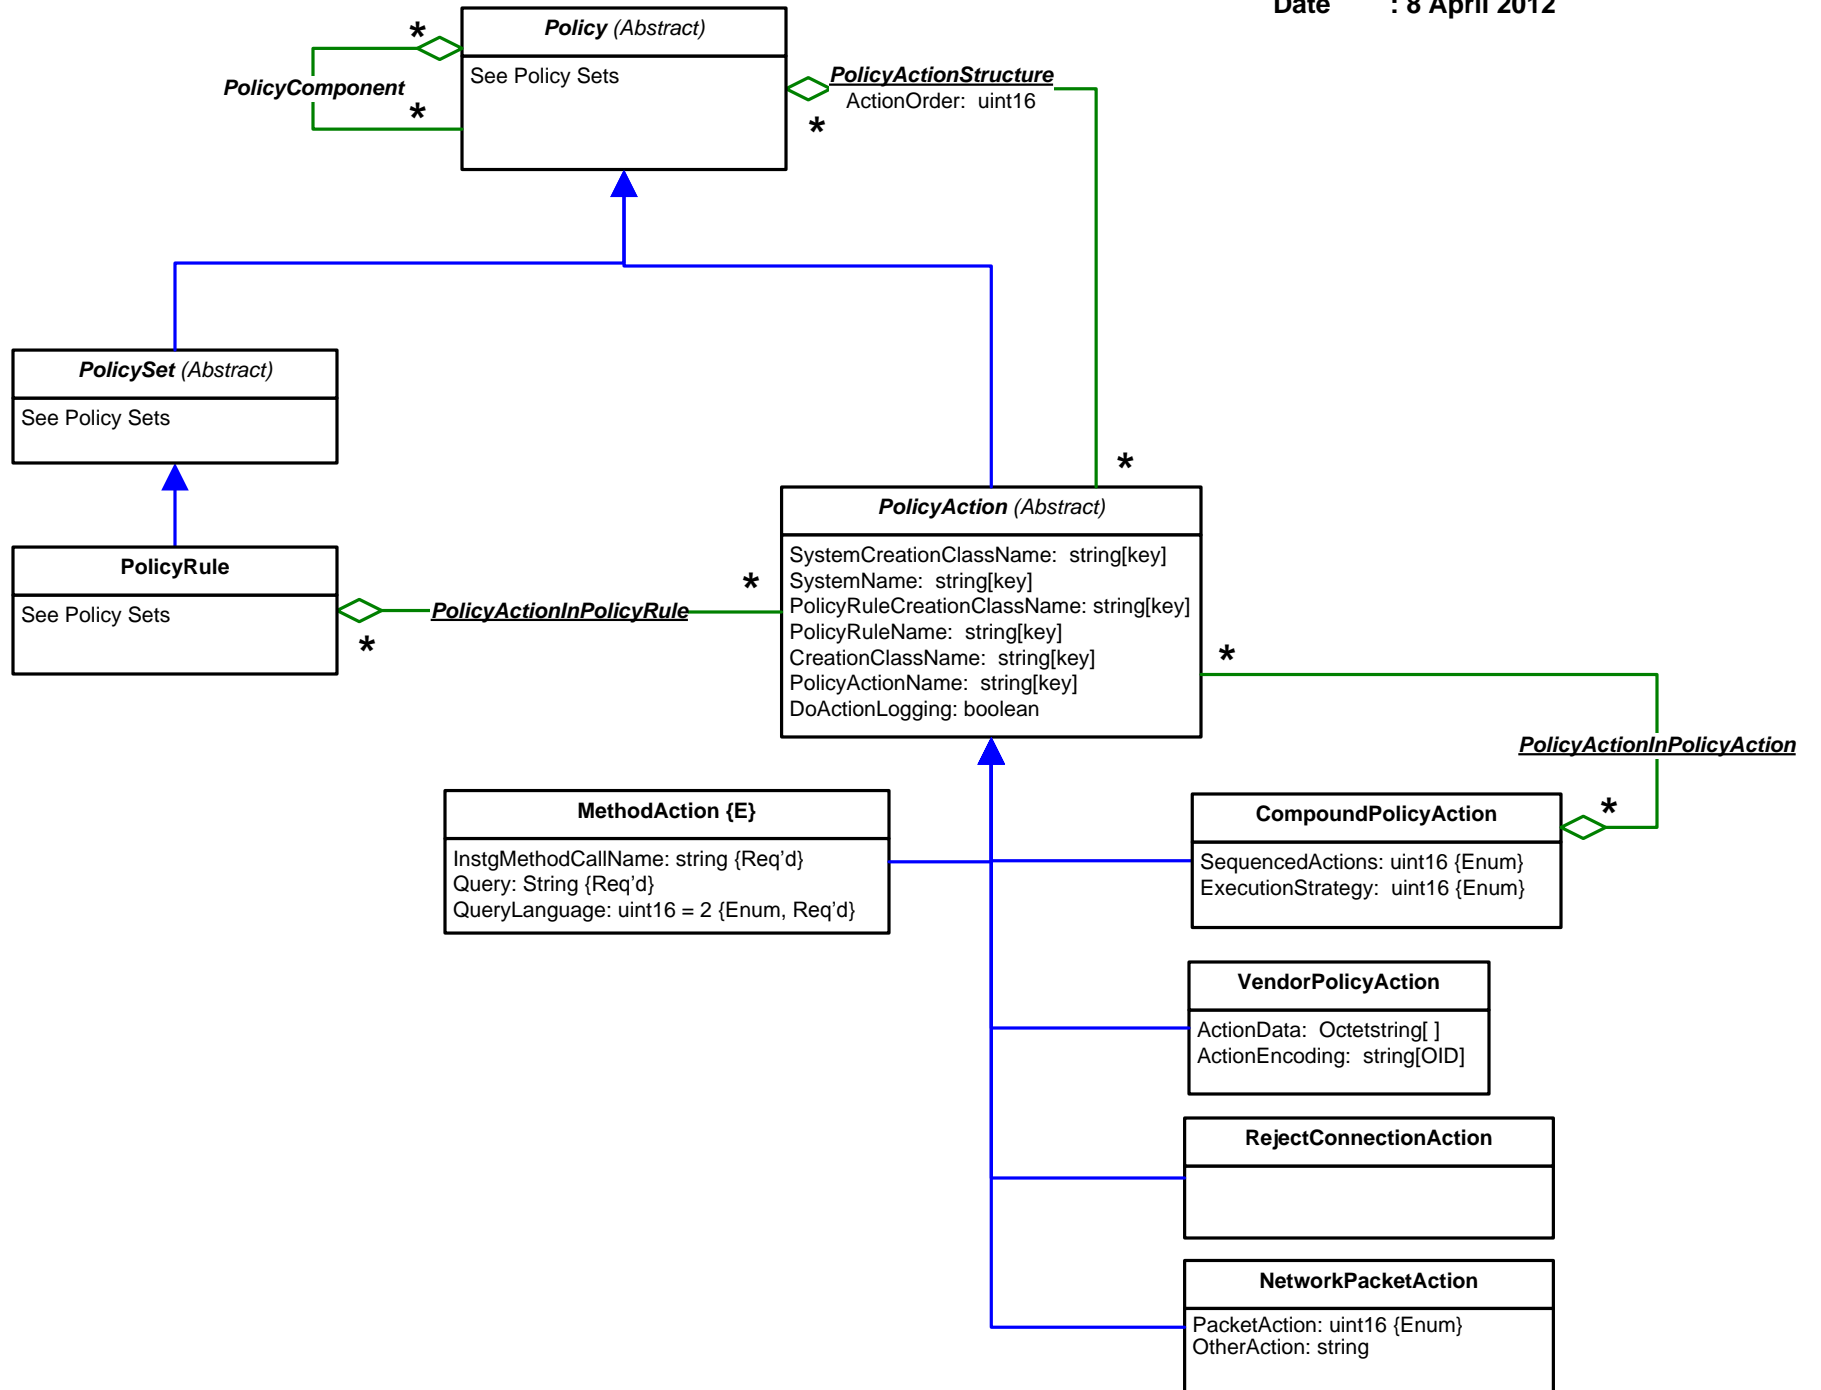 Date : 8 April 2012
*
Policy (Abstract)
See Policy Sets
PolicyComponent
*
PolicyActionStructure
ActionOrder: uint16
*
PolicySet (Abstract)
See Policy Sets
*
PolicyAction (Abstract)
SystemCreationClassName: string[key]
SystemName: string[key]
PolicyRuleCreationClassName: string[key]
PolicyRuleName: string[key]
CreationClassName: string[key]
PolicyActionName: string[key]
DoActionLogging: boolean
PolicyRule
See Policy Sets
*
PolicyActionInPolicyRule
*
*
PolicyActionInPolicyAction
*
MethodAction {E}
InstgMethodCallName: string {Req’d}
Query: String {Req’d}
QueryLanguage: uint16 = 2 {Enum, Req’d}
CompoundPolicyAction
SequencedActions: uint16 {Enum}
ExecutionStrategy: uint16 {Enum}
VendorPolicyAction
ActionData: Octetstring[ ]
ActionEncoding: string[OID]
RejectConnectionAction
NetworkPacketAction
PacketAction: uint16 {Enum}
OtherAction: string